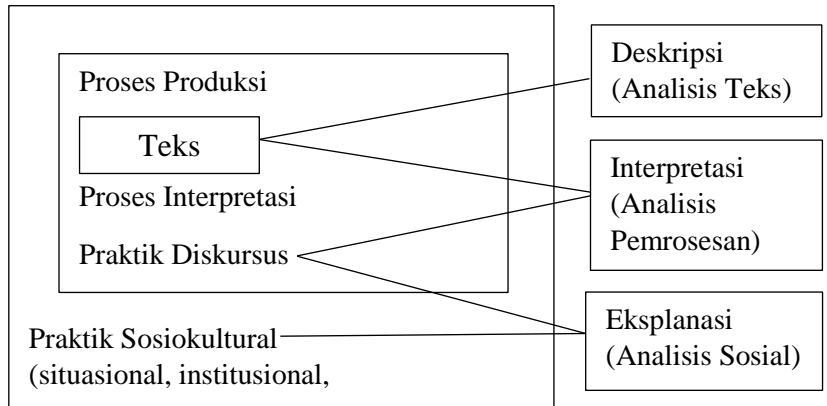 Proses Produksi
Teks
Proses Interpretasi
Praktik Diskursus
Praktik Sosiokultural
(situasional, institusional,
Deskripsi
(Analisis Teks)
Interpretasi
(Analisis
Pemrosesan)
Eksplanasi
(Analisis Sosial)